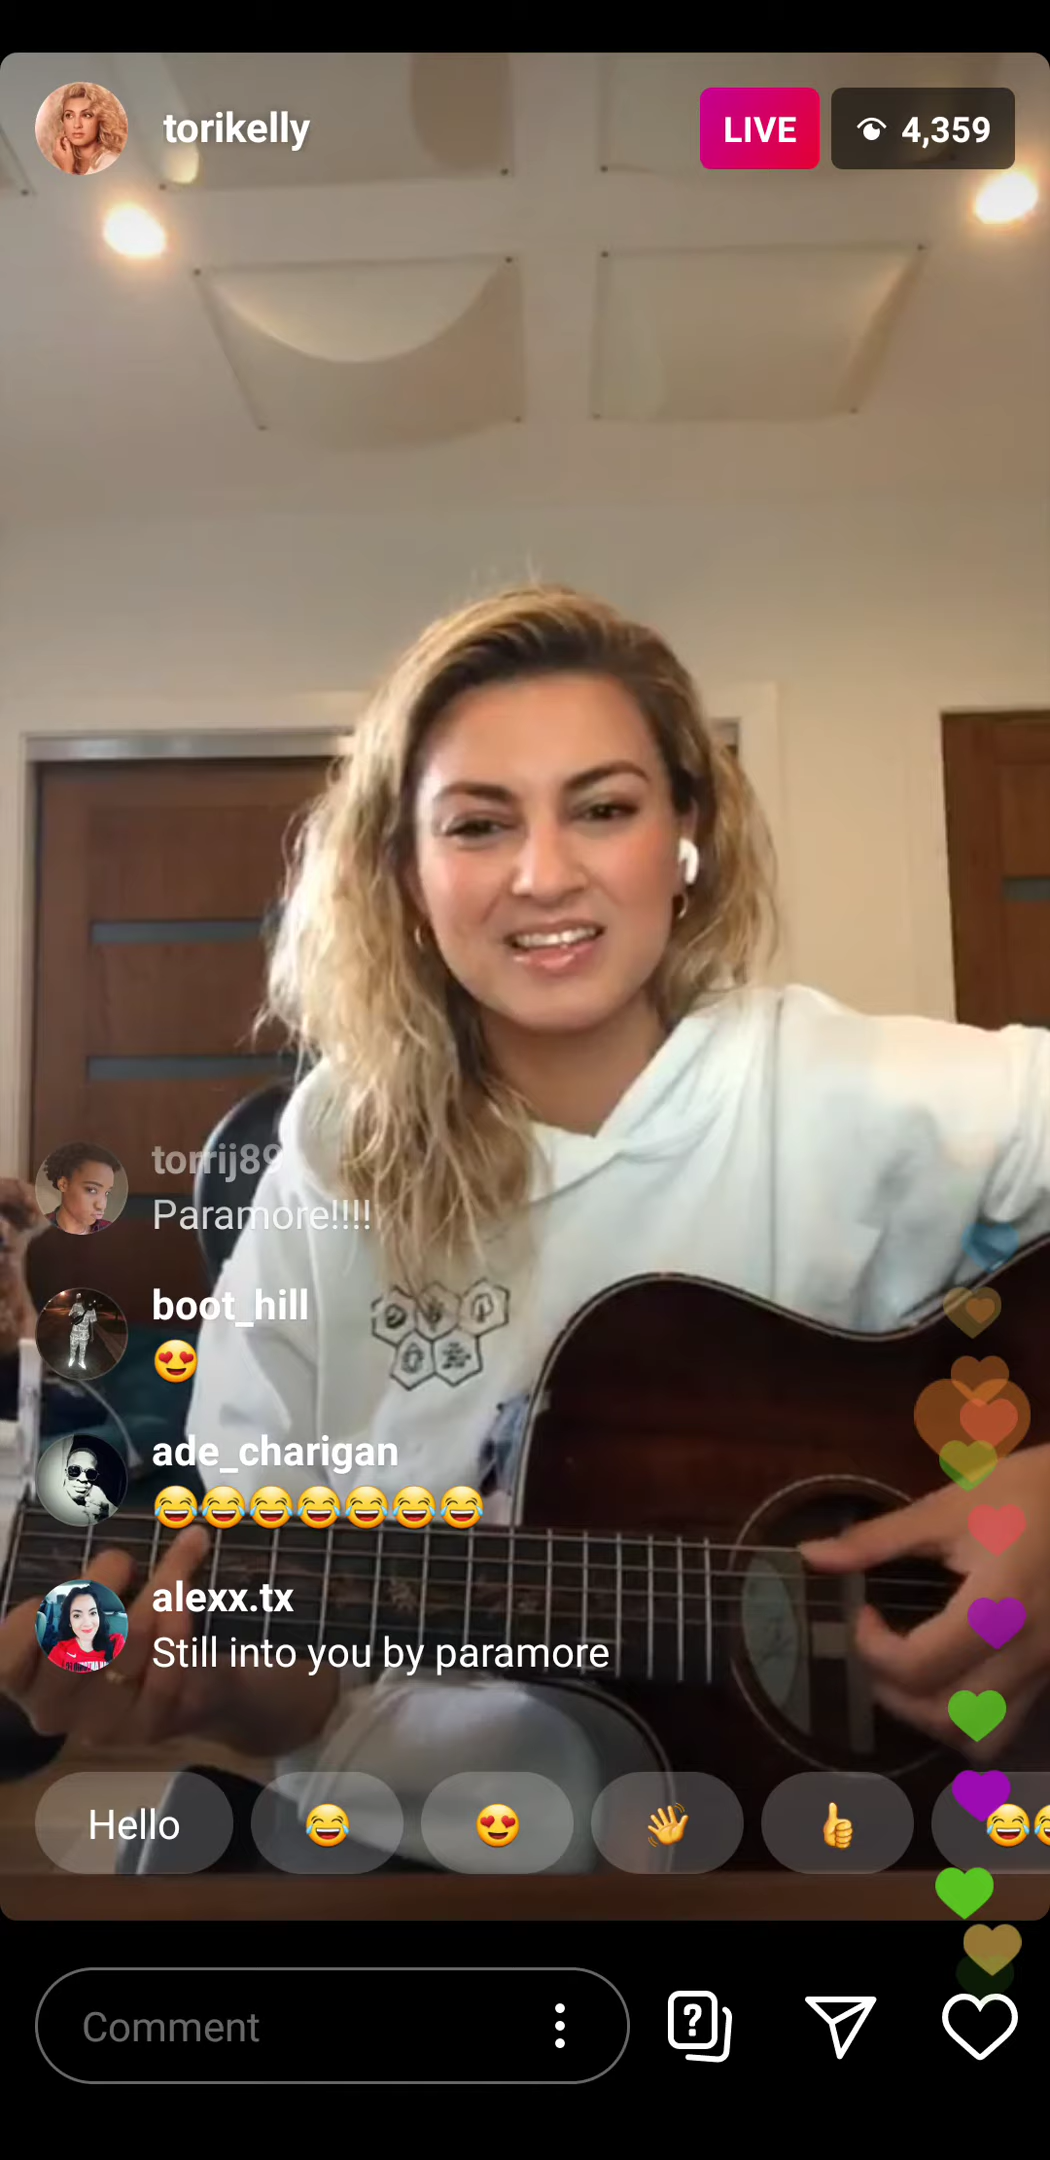 torikelly
LIVE
4,359
torrij89
Paramore!!!!
boot_hill
😍
ade_charigan
😂😂😂😂😂😂😂
alexx.tx
Still into you by paramore
Hello
😂
😍
👋
👍
😂
Comment
?